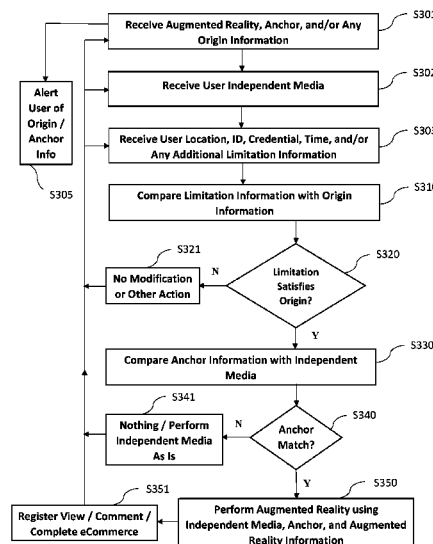 S301
Receive Augmented Reality, Anchor, and/or Any
Origin Information
S302
Receive User Independent Media
Alert
User of
Origin /
Anchor
Info
S303
Receive User Location, ID, Credential, Time, and/or
Any Additional Limitation Information
S305
S310
Compare Limitation Information with Origin
Information
S321
S320
No Modification
or Other Action
N
Limitation
Satisfies
Origin?
Y
S330
Compare Anchor Information with Independent
Media
S341
S340
Nothing / Perform
Independent Media
As Is
N
Anchor
Match?
Y
S351
S350
Register View / Comment /
Complete eCommerce
Perform Augmented Reality using
Independent Media, Anchor, and Augmented
Reality Information